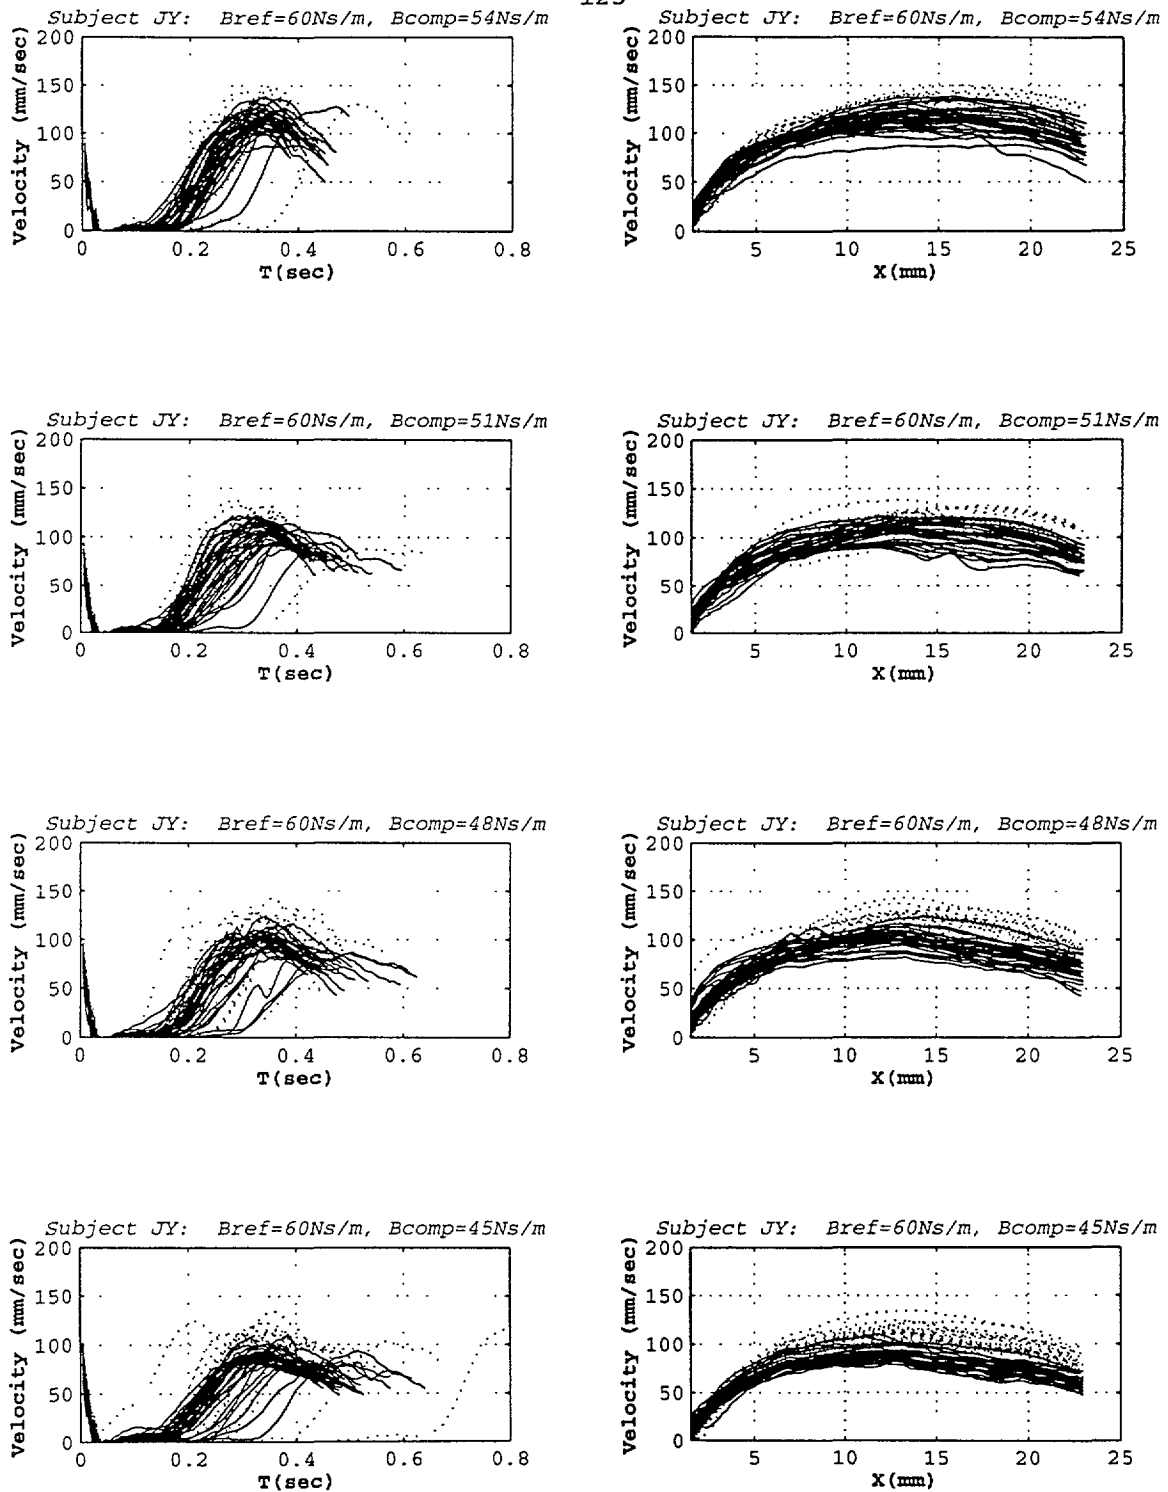 Subject JY: Bref=60Ns/m, Bcomp=54Ns/m
200
150
100
50
0
Velocity (mm/sec)
0 0.2 0.4 0.6 0.8
T(sec)
Subject JY: Bref=60Ns/m, Bcomp=54Ns/m
200
150
100
50
0
Velocity (mm/sec)
5 10 15 20 25
X(mm)
Subject JY: Bref=60Ns/m, Bcomp=51Ns/m
200
150
100
50
0
Velocity (mm/sec)
0 0.2 0.4 0.6 0.8
T(sec)
Subject JY: Bref=60Ns/m, Bcomp=51Ns/m
200
150
100
50
0
Velocity (mm/sec)
5 10 15 20 25
X(mm)
Subject JY: Bref=60Ns/m, Bcomp=48Ns/m
200
150
100
50
0
Velocity (mm/sec)
0 0.2 0.4 0.6 0.8
T(sec)
Subject JY: Bref=60Ns/m, Bcomp=48Ns/m
200
150
100
50
0
Velocity (mm/sec)
5 10 15 20 25
X(mm)
Subject JY: Bref=60Ns/m, Bcomp=45Ns/m
200
150
100
50
0
Velocity (mm/sec)
0 0.2 0.4 0.6 0.8
T(sec)
Subject JY: Bref=60Ns/m, Bcomp=45Ns/m
200
150
100
50
0
Velocity (mm/sec)
5 10 15 20 25
X(mm)